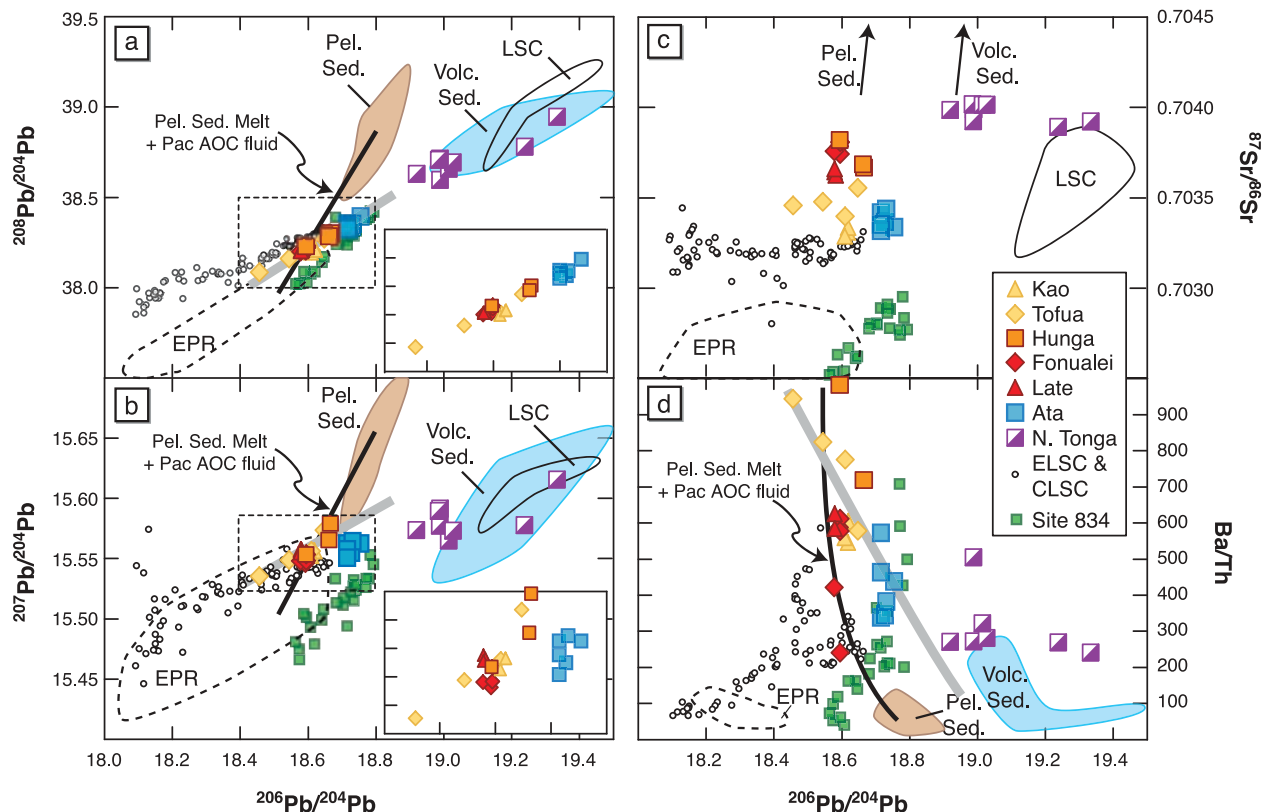 39.5
39.0
38.5
38.0
208Pb/204Pb
a
Pel.
Sed.
LSC
Volc.
Sed.
Pel. Sed. Melt
+ Pac AOC fluid
EPR
15.65
15.60
15.55
15.50
15.45
207Pb/204Pb
b
Pel.
Sed.
LSC
Volc.
Sed.
Pel. Sed. Melt
+ Pac AOC fluid
EPR
18.0
18.2
18.4
18.6
18.8
19.0
19.2
19.4
206Pb/204Pb
c
Pel.
Sed.
Volc.
Sed.
LSC
EPR
0.7045
0.7040
0.7035
0.7030
87Sr/86Sr
Kao
Tofua
Hunga
Fonualei
Late
Ata
N. Tonga
ELSC &
CLSC
Site 834
d
Pel. Sed. Melt
+ Pac AOC fluid
EPR
Volc.
Sed.
Pel.
Sed.
900
800
700
600
500
400
300
200
100
Ba/Th
18.2
18.4
18.6
18.8
19.0
19.2
19.4
206Pb/204Pb